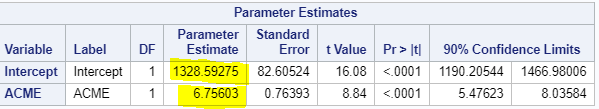 Parameter Estimates
Variable Label DF Parameter Estimate Standard Error t Value Pr > |t| 90% Confidence Limits
Intercept Intercept 1 1328.59275 82.60524 16.08 <.0001 1190.20544 1466.98006
ACME ACME 1 6.75603 0.76393 8.84 <.0001 5.47623 8.03584